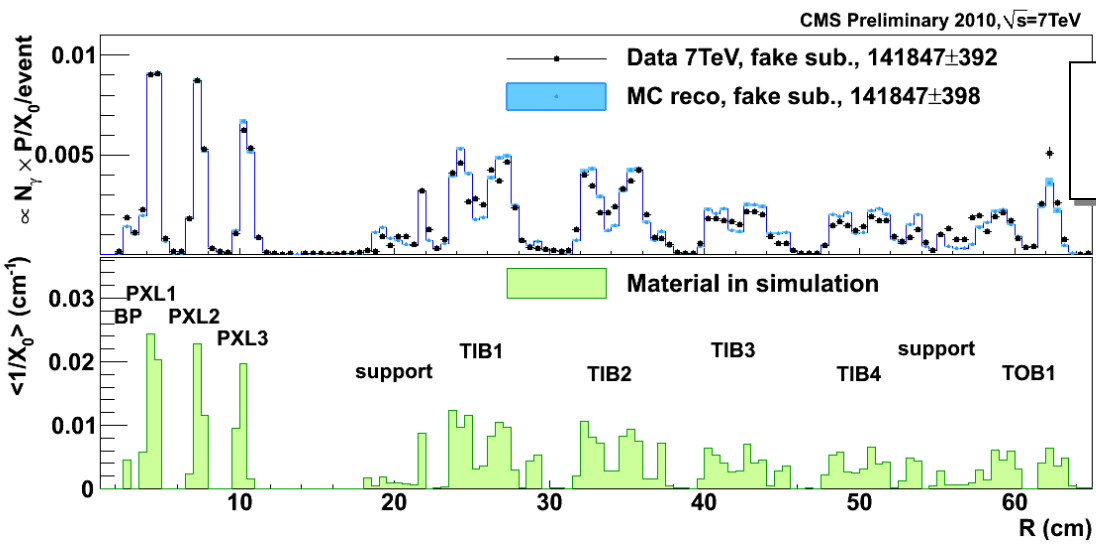 CMS Preliminary 2010, √s=7TeV
∝ N_γ × P/X_0/event
0.01
0.005
Data 7TeV, fake sub., 141847±392
MC reco, fake sub., 141847±398
<1/X_0> (cm^-1)
0.03
0.02
0.01
0
Material in simulation
PXL1
BP
PXL2
PXL3
support
TIB1
TIB2
TIB3
TIB4
support
TOB1
10
20
30
40
50
60
R (cm)